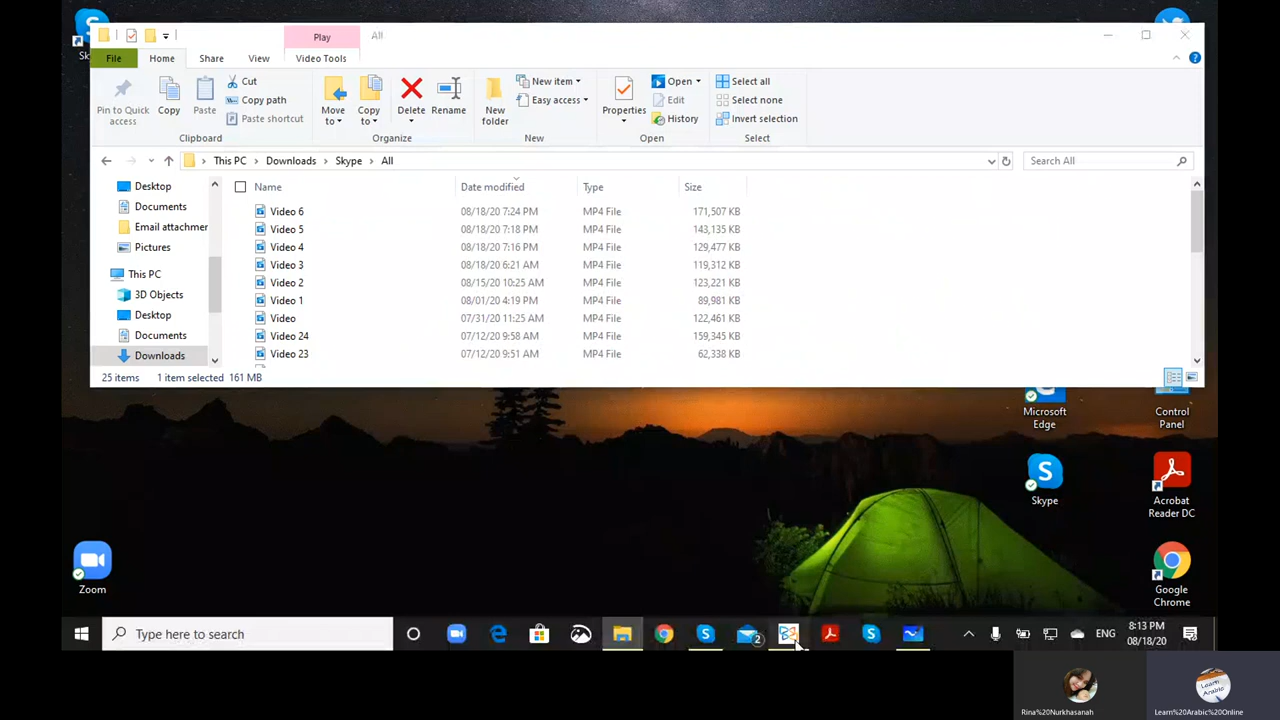 Play
All
File
Home
Share
View
Video Tools
Pin to Quick access
Copy
Paste
Cut
Copy path
Paste shortcut
Clipboard
Move to
Copy to
Delete
Rename
Organize
New folder
New item
Easy access
New
Properties
Open
Edit
History
Open
Select all
Select none
Invert selection
Select
This PC > Downloads > Skype > All
Search All
Desktop
Documents
Email attachmer
Pictures
This PC
3D Objects
Desktop
Documents
Downloads
Name Date modified Type Size
Video 6 08/18/20 7:24 PM MP4 File 171,507 KB
Video 5 08/18/20 7:18 PM MP4 File 143,135 KB
Video 4 08/18/20 7:16 PM MP4 File 129,477 KB
Video 3 08/18/20 6:21 AM MP4 File 119,312 KB
Video 2 08/15/20 10:25 AM MP4 File 123,221 KB
Video 1 08/01/20 4:19 PM MP4 File 89,981 KB
Video 07/31/20 11:25 AM MP4 File 122,461 KB
Video 24 07/12/20 9:58 AM MP4 File 159,345 KB
Video 23 07/12/20 9:51 AM MP4 File 62,338 KB
25 items 1 item selected 161 MB
Microsoft Edge
Control Panel
Skype
Acrobat Reader DC
Zoom
Google Chrome
Type here to search
2
ENG
8:13 PM
08/18/20
Learn Arabic
Rina%20Nurkhasanah
Learn%20Arabic%20Online